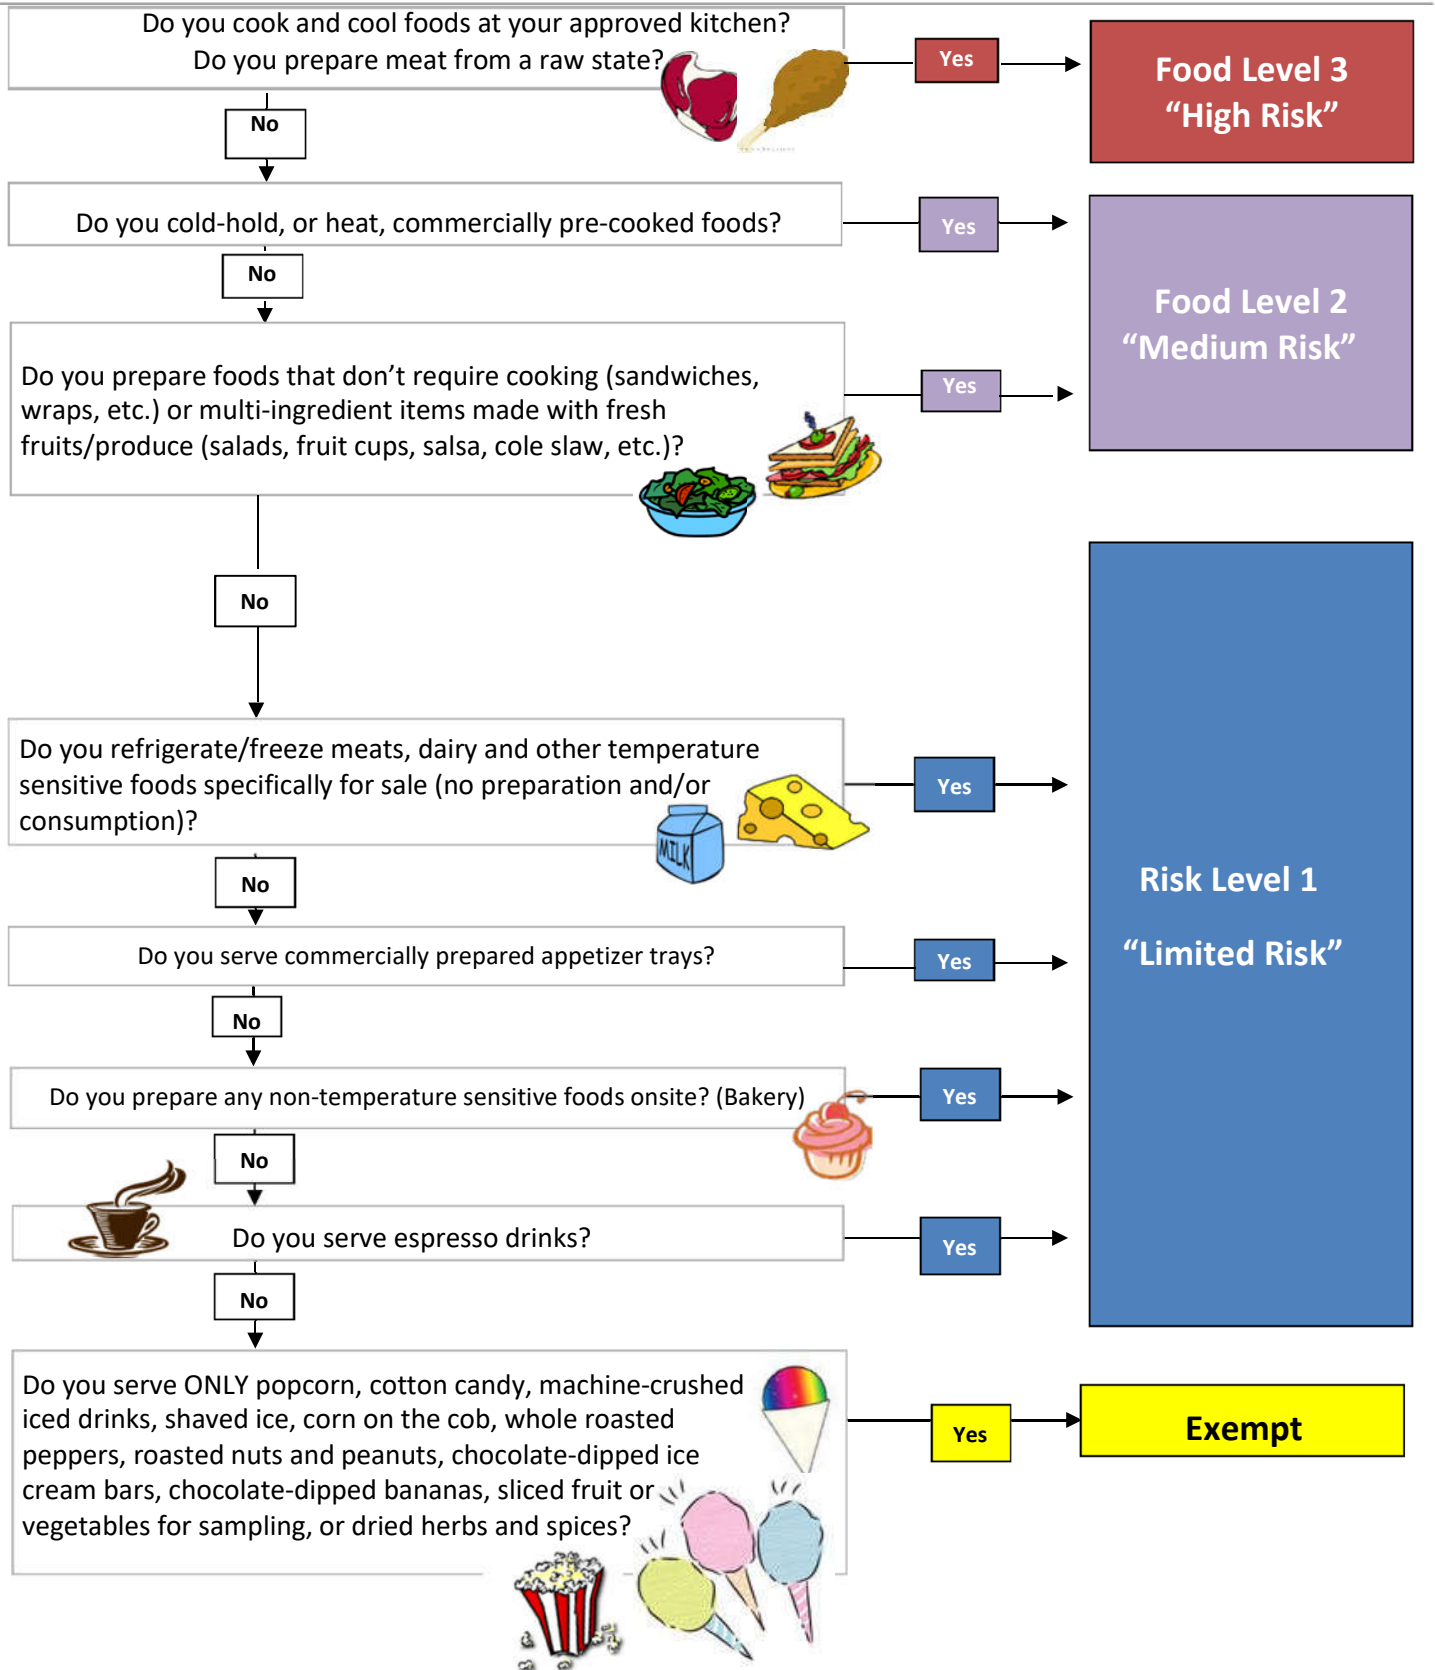 Do you cook and cool foods at your approved kitchen?
Do you prepare meat from a raw state?
Yes
Food Level 3
“High Risk”
No
Do you cold-hold, or heat, commercially pre-cooked foods?
Yes
No
Food Level 2
“Medium Risk”
Do you prepare foods that don’t require cooking (sandwiches,
wraps, etc.) or multi-ingredient items made with fresh
fruits/produce (salads, fruit cups, salsa, cole slaw, etc.)?
Yes
No
Do you refrigerate/freeze meats, dairy and other temperature
sensitive foods specifically for sale (no preparation and/or
consumption)?
MILK
Yes
Risk Level 1
“Limited Risk”
No
Do you serve commercially prepared appetizer trays?
Yes
No
Do you prepare any non-temperature sensitive foods onsite? (Bakery)
Yes
No
Do you serve espresso drinks?
Yes
No
Do you serve ONLY popcorn, cotton candy, machine-crushed
iced drinks, shaved ice, corn on the cob, whole roasted
peppers, roasted nuts and peanuts, chocolate-dipped ice
cream bars, chocolate-dipped bananas, sliced fruit or
vegetables for sampling, or dried herbs and spices?
Yes
Exempt